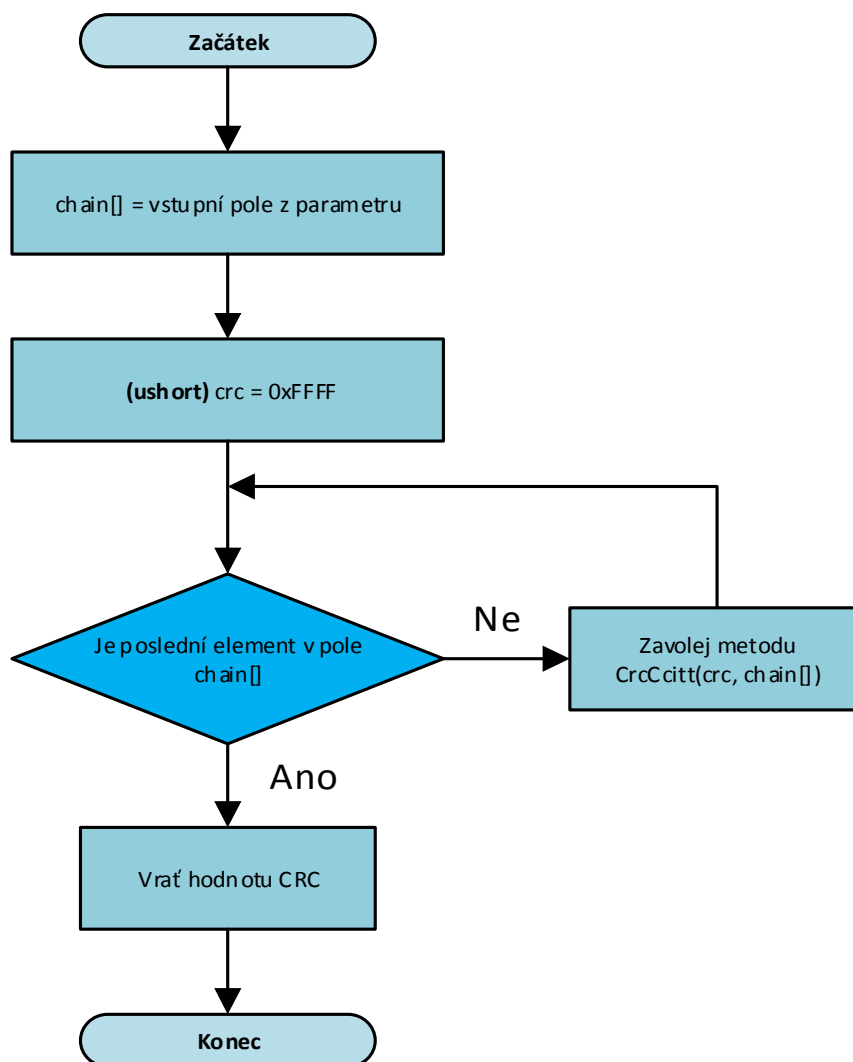 Začátek
chain[] = vstupní pole z parametru
(ushort) crc = 0xFFFF
Je poslední element v pole
chain[]
Ne
Zavolej metodu
CrcCcitt(crc, chain[])
Ano
Vrať hodnotu CRC
Konec